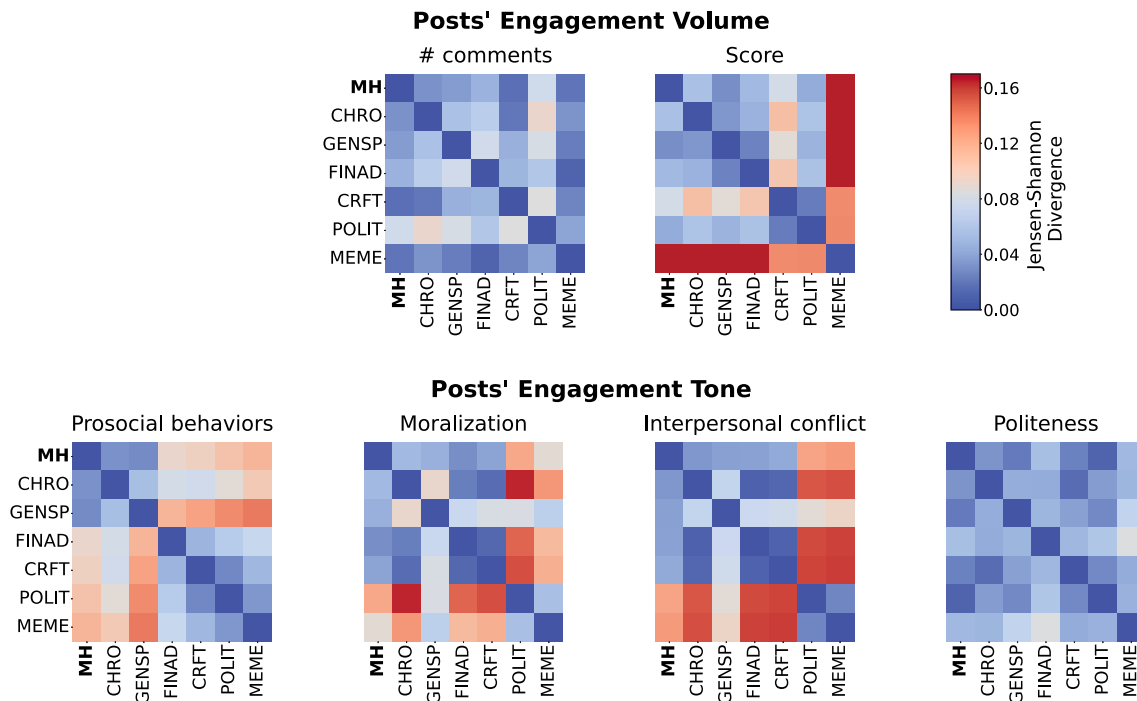 Posts' Engagement Volume
# comments
Score
MH
CHRO
GENSP
FINAD
CRFT
POLIT
MEME
MH
CHRO
GENSP
FINAD
CRFT
POLIT
MEME
MH
CHRO
GENSP
FINAD
CRFT
POLIT
MEME
0.16
0.12
0.08
0.04
0.00
Jensen-Shannon
Divergence
Posts' Engagement Tone
Prosocial behaviors
Moralization
Interpersonal conflict
Politeness
MH
CHRO
GENSP
FINAD
CRFT
POLIT
MEME
MH
CHRO
GENSP
FINAD
CRFT
POLIT
MEME
MH
CHRO
GENSP
FINAD
CRFT
POLIT
MEME
MH
CHRO
GENSP
FINAD
CRFT
POLIT
MEME
MH
CHRO
GENSP
FINAD
CRFT
POLIT
MEME